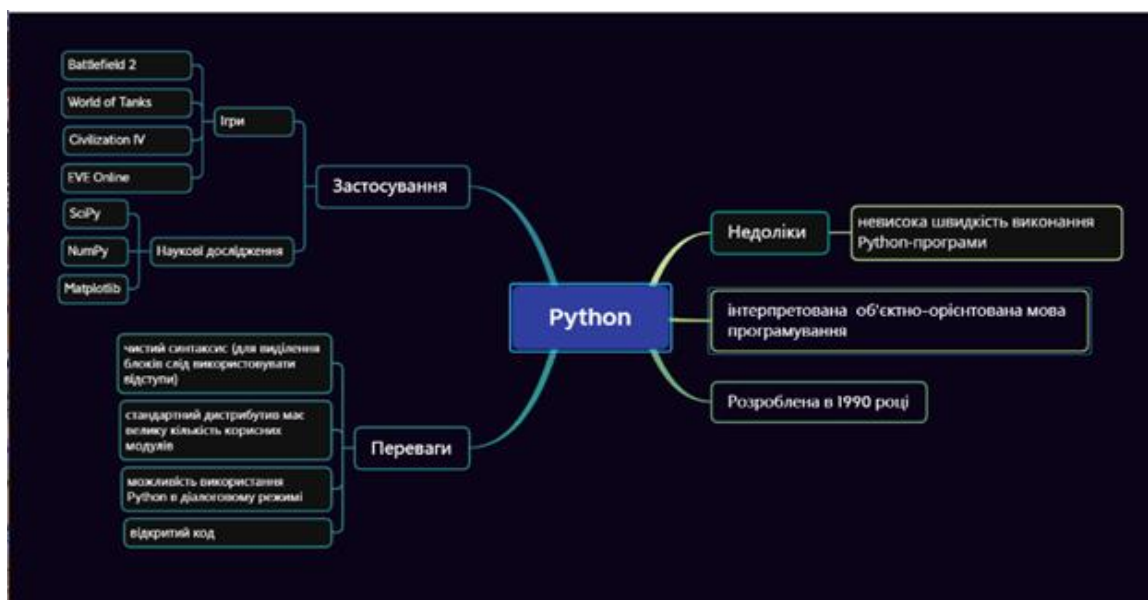 Battlefield 2
World of Tanks
Civilization IV
EVE Online
Ігри
SciPy
NumPy
Matplotlib
Наукові дослідження
Застосування
чистий синтаксис (для виділення
блоків слід використовувати
відступи)
стандартний дистрибутив має
велику кількість корисних
модулів
можливість використання
Python в діалоговому режимі
відкритий код
Переваги
Python
Недоліки
невисока швидкість виконання
Python-програми
інтерпретована об'єктно-орієнтована мова
програмування
Розроблена в 1990 році